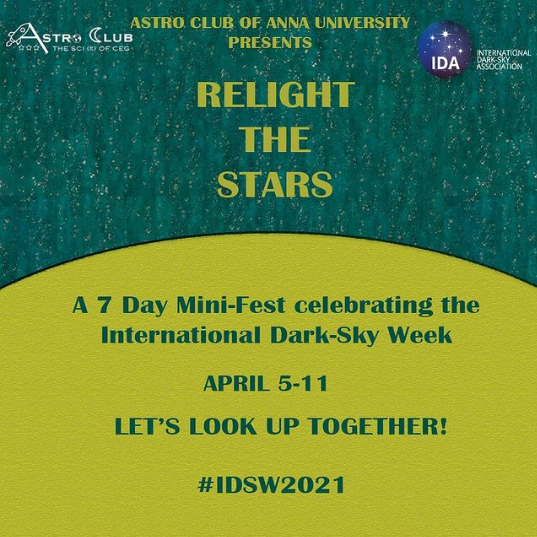 ASTRO CLUB
THE SCI (X) OF CEG
ASTRO CLUB OF ANNA UNIVERSITY
PRESENTS
IDA
INTERNATIONAL
DARK-SKY
ASSOCIATION
RELIGHT
THE
STARS
A 7 Day Mini-Fest celebrating the
International Dark-Sky Week
APRIL 5-11
LET'S LOOK UP TOGETHER!
#IDSW2021